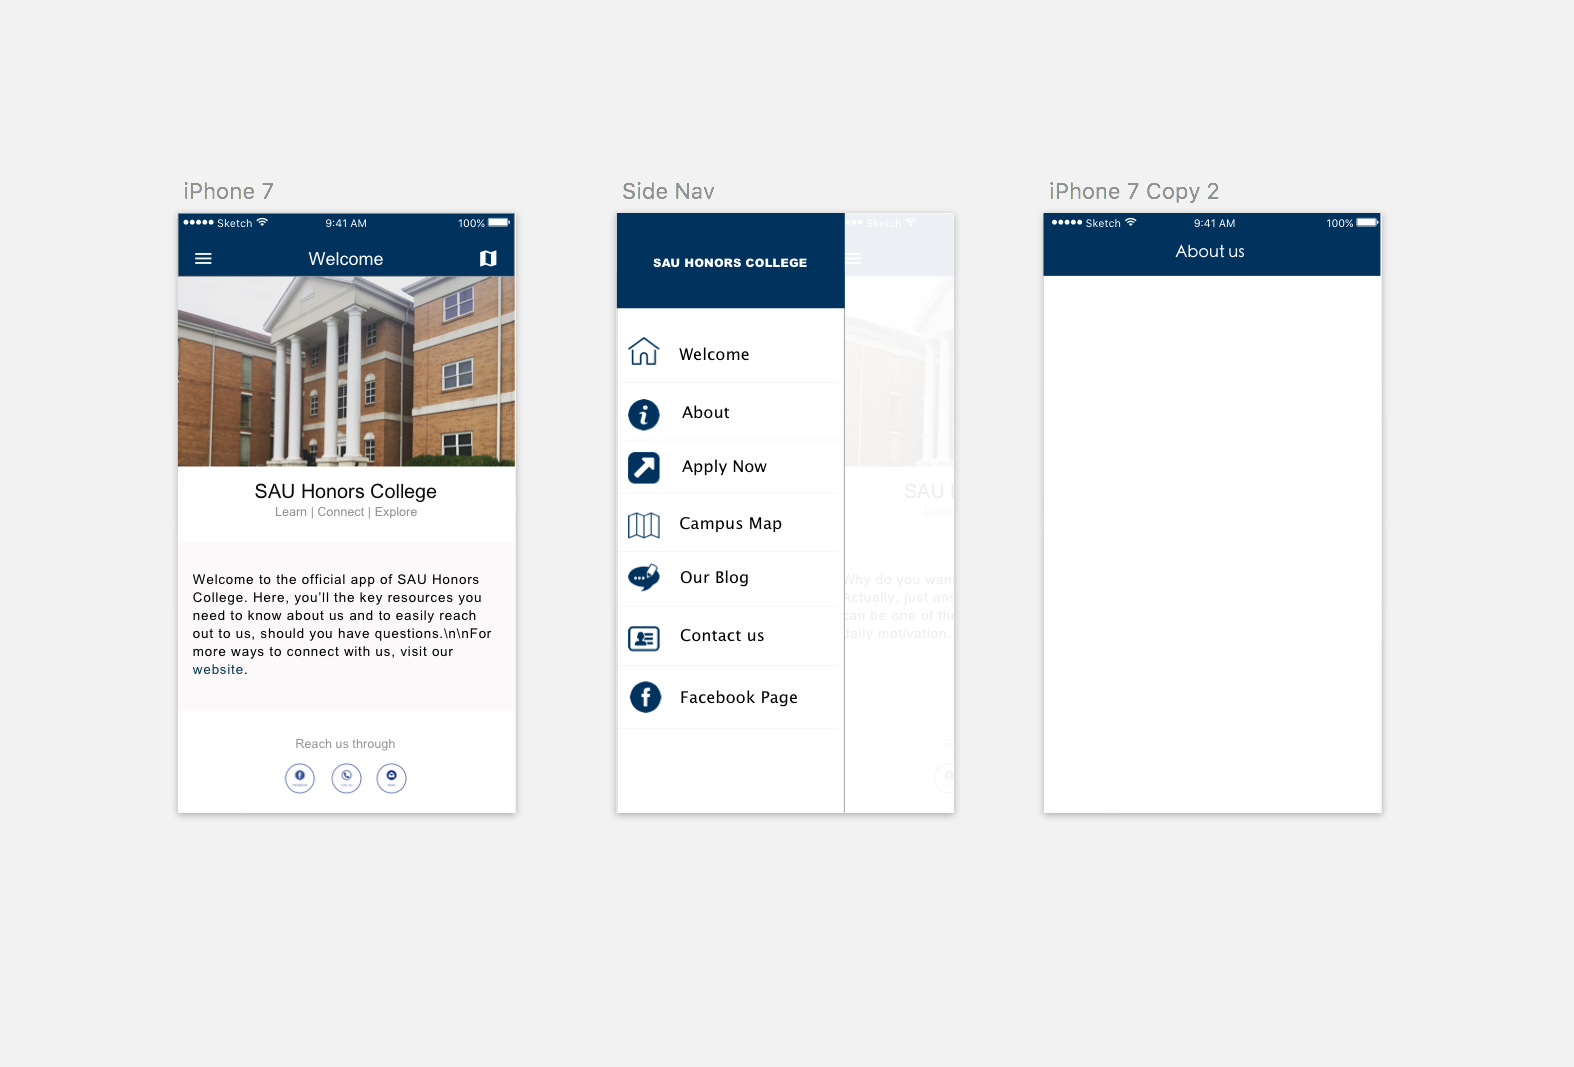 iPhone 7
Sketch 9:41 AM 100%
Welcome
SAU Honors College
Learn | Connect | Explore
Welcome to the official app of SAU Honors
College. Here, you’ll the key resources you
need to know about us and to easily reach
out to us, should you have questions.\n\nFor
more ways to connect with us, visit our
website.
Reach us through
Side Nav
SAU HONORS COLLEGE
Welcome
About
Apply Now
Campus Map
Our Blog
Contact us
Facebook Page
Sketch
SAU
Learn
Why do you wan
Actually, just ans
can be one of the
daily motivation.
iPhone 7 Copy 2
Sketch 9:41 AM 100%
About us